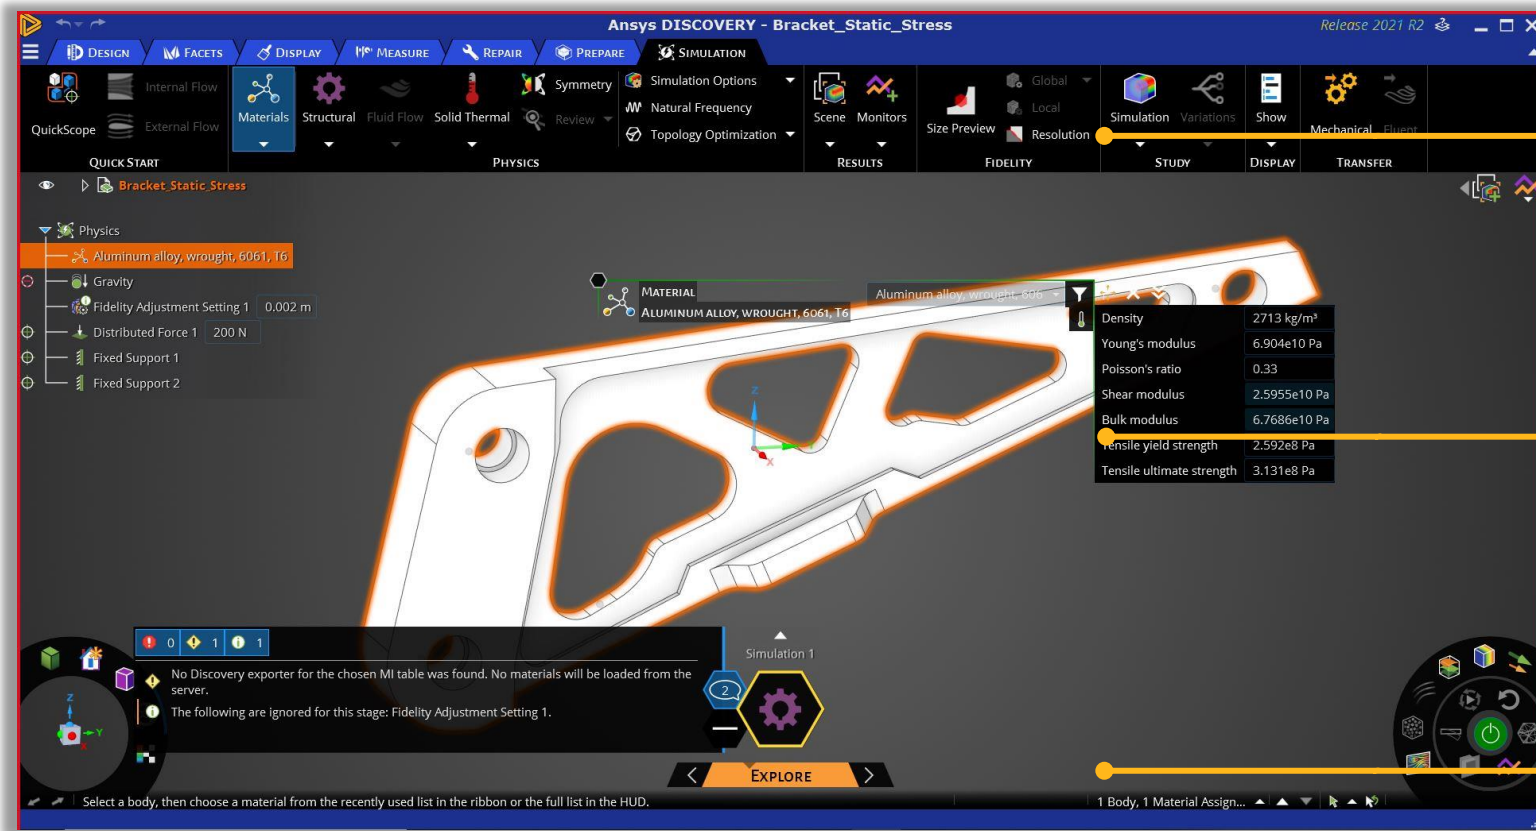 Ansys DISCOVERY - Bracket_Static_Stress
Release 2021 R2
DESIGN
FACETS
DISPLAY
MEASURE
REPAIR
PREPARE
SIMULATION
QuickScope
Internal Flow
External Flow
QUICK START
Materials
Structural
Fluid Flow
Solid Thermal
Symmetry
Review
Simulation Options
Natural Frequency
Topology Optimization
PHYSICS
Scene
Monitors
RESULTS
Size Preview
Global
Local
Resolution
FIDELITY
Simulation
Variations
STUDY
Show
DISPLAY
Mechanical
Fluent
TRANSFER
Bracket_Static_Stress
Physics
Aluminum alloy, wrought, 6061, T6
Gravity
Fidelity Adjustment Setting 1 0.002 m
Distributed Force 1 200 N
Fixed Support 1
Fixed Support 2
MATERIAL
ALUMINUM ALLOY, WROUGHT, 6061, T6
Aluminum alloy, wrought, 606
Density 2713 kg/m³
Young's modulus 6.904e10 Pa
Poisson's ratio 0.33
Shear modulus 2.5955e10 Pa
Bulk modulus 6.7686e10 Pa
Tensile yield strength 2.592e8 Pa
Tensile ultimate strength 3.131e8 Pa
Z
X
0 1 1
No Discovery exporter for the chosen MI table was found. No materials will be loaded from the
server.
The following are ignored for this stage: Fidelity Adjustment Setting 1.
Simulation 1
2
EXPLORE
Z
Y
X
Select a body, then choose a material from the recently used list in the ribbon or the full list in the HUD.
1 Body, 1 Material Assign...